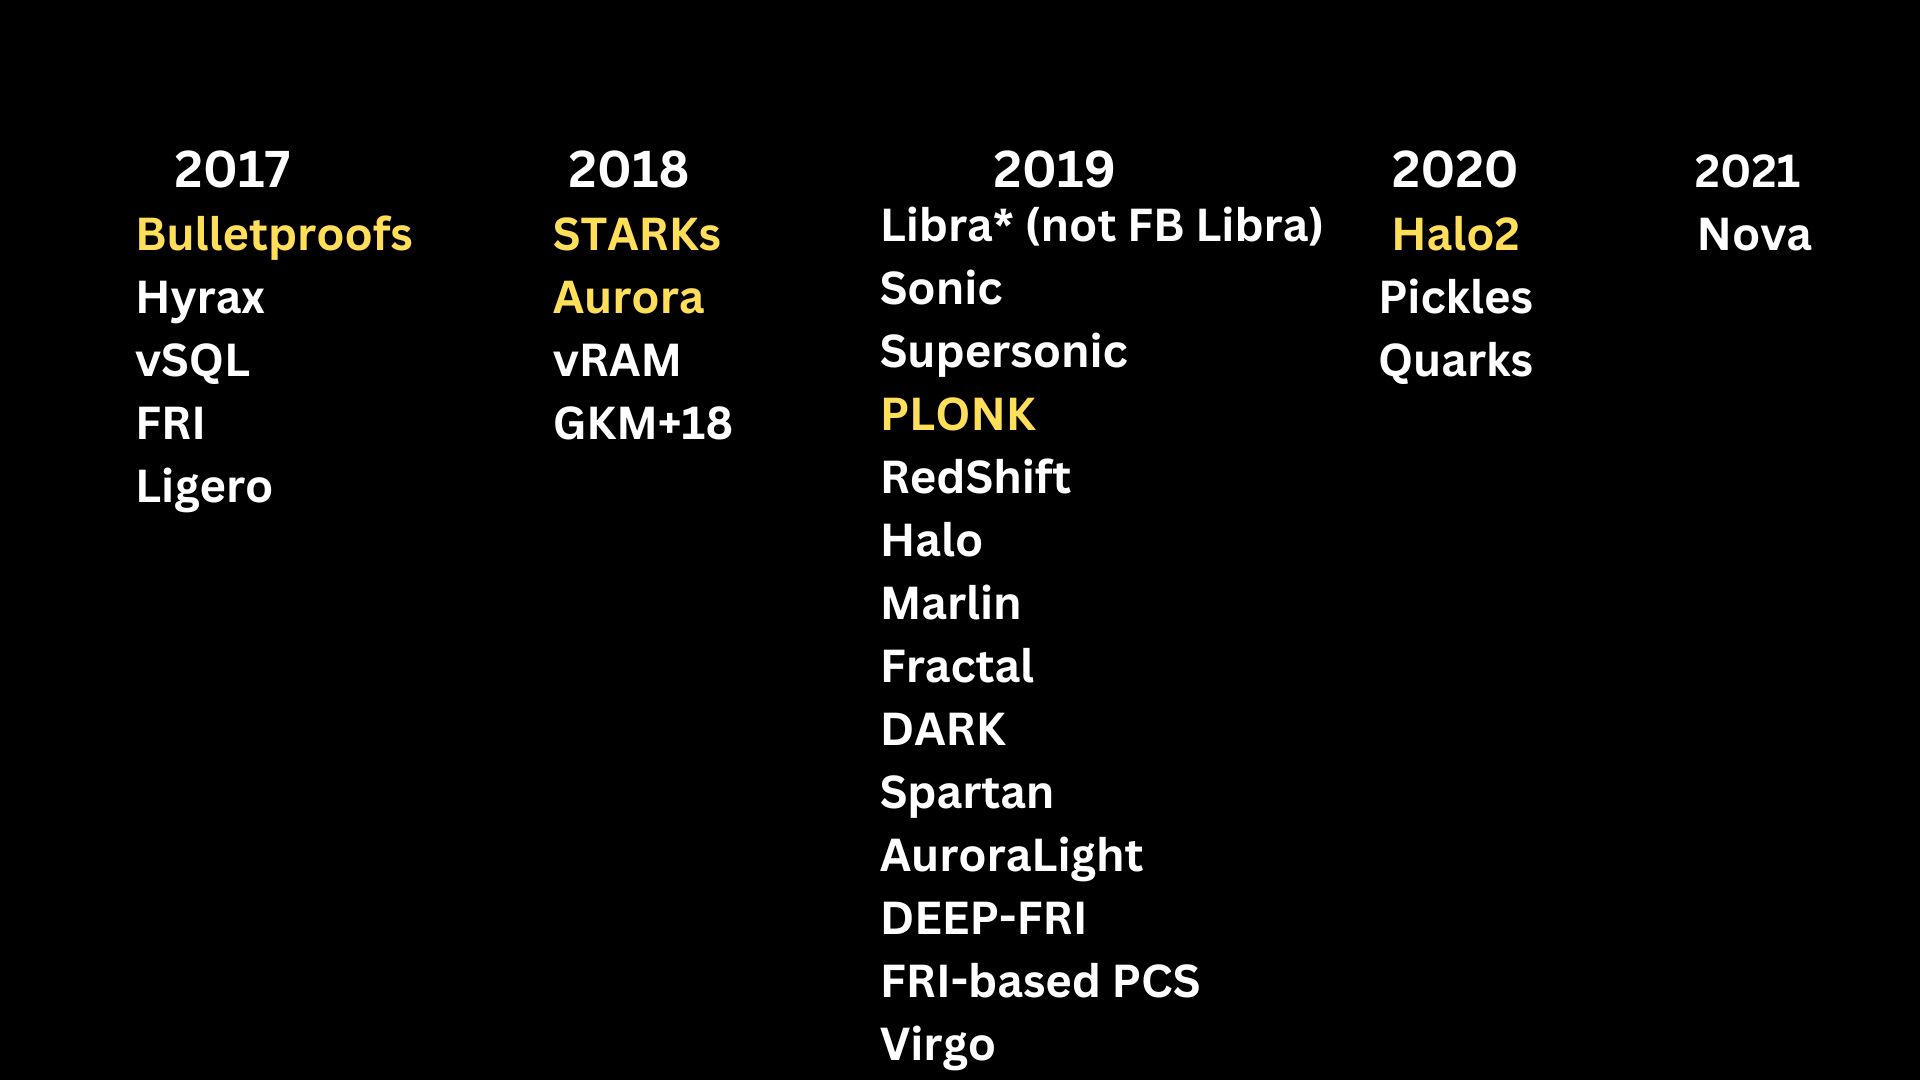 2017
Bulletproofs
Hyrax
vSQL
FRI
Ligero
2018
STARKs
Aurora
vRAM
GKM+18
2019
Libra* (not FB Libra)
Sonic
Supersonic
PLONK
RedShift
Halo
Marlin
Fractal
DARK
Spartan
AuroraLight
DEEP-FRI
FRI-based PCS
Virgo
2020
Halo2
Pickles
Quarks
2021
Nova